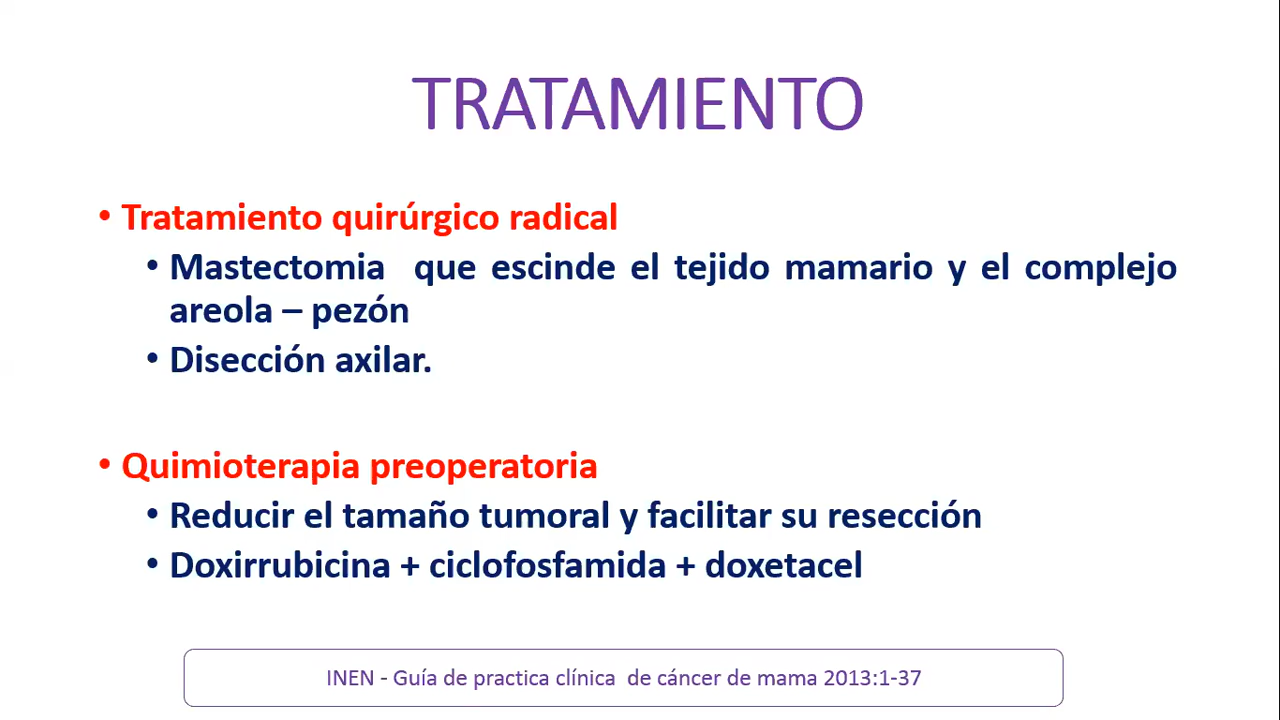 TRATAMIENTO
• Tratamiento quirúrgico radical
• Mastectomia que escinde el tejido mamario y el complejo
areola – pezón
• Disección axilar.
• Quimioterapia preoperatoria
• Reducir el tamaño tumoral y facilitar su resección
• Doxirrubicina + ciclofosfamida + doxetacel
INEN - Guía de practica clínica de cáncer de mama 2013:1-37